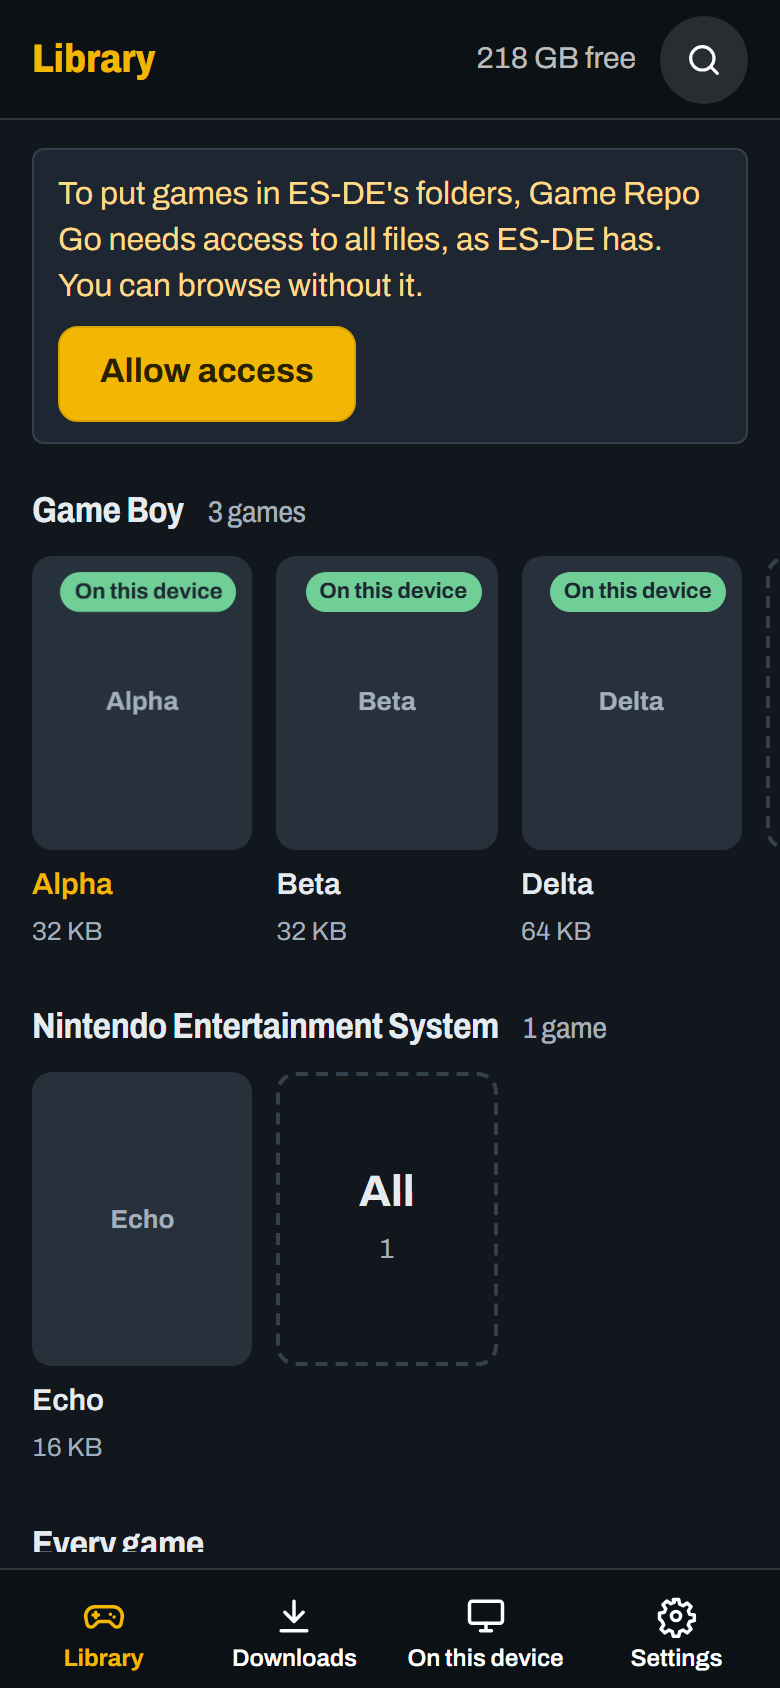 Library
218 GB free
To put games in ES-DE's folders, Game Repo
Go needs access to all files, as ES-DE has.
You can browse without it.
Allow access
Game Boy 3 games
On this device On this device On this device
Alpha Beta Delta
Alpha Beta Delta
32 KB 32 KB 64 KB
Nintendo Entertainment System 1 game
Echo
All
1
Echo
16 KB
Every game
Library Downloads On this device Settings